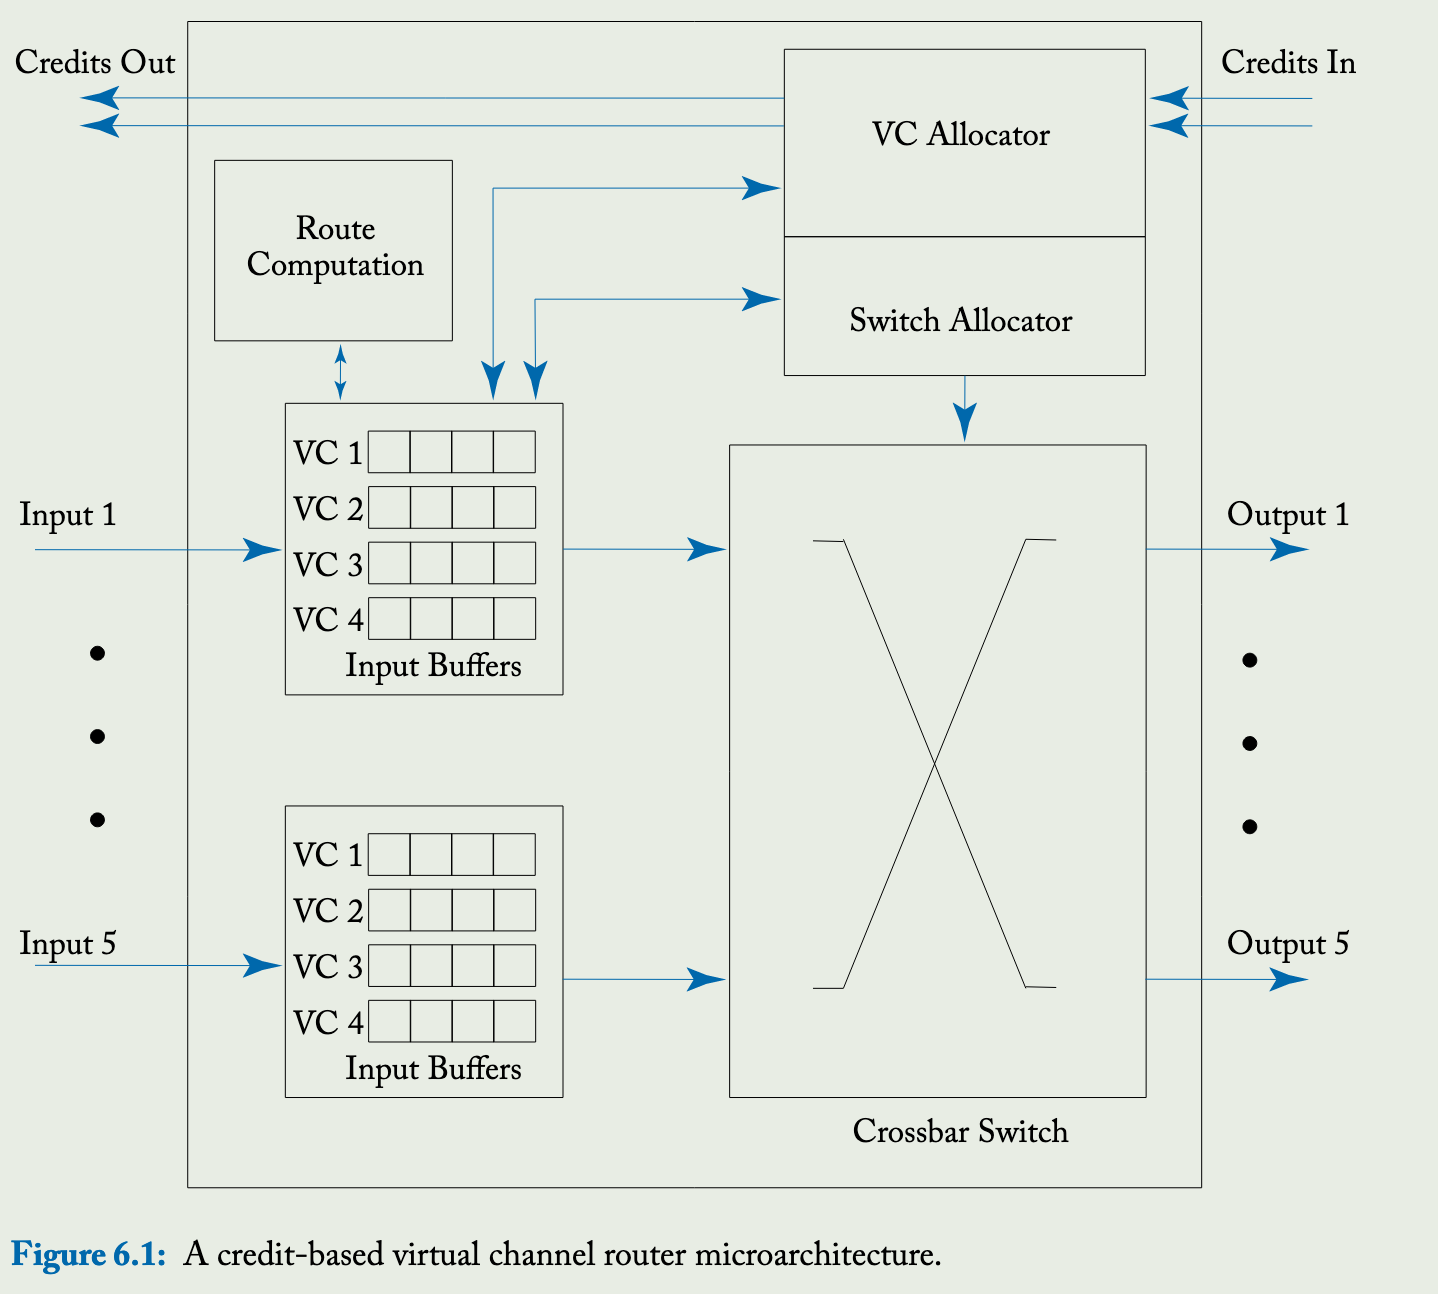 Credits Out
Credits In
VC Allocator
Route
Computation
Switch Allocator
VC 1
VC 2
VC 3
VC 4
Input Buffers
Input 1
Output 1
VC 1
VC 2
VC 3
VC 4
Input Buffers
Input 5
Output 5
Crossbar Switch
Figure 6.1: A credit-based virtual channel router microarchitecture.